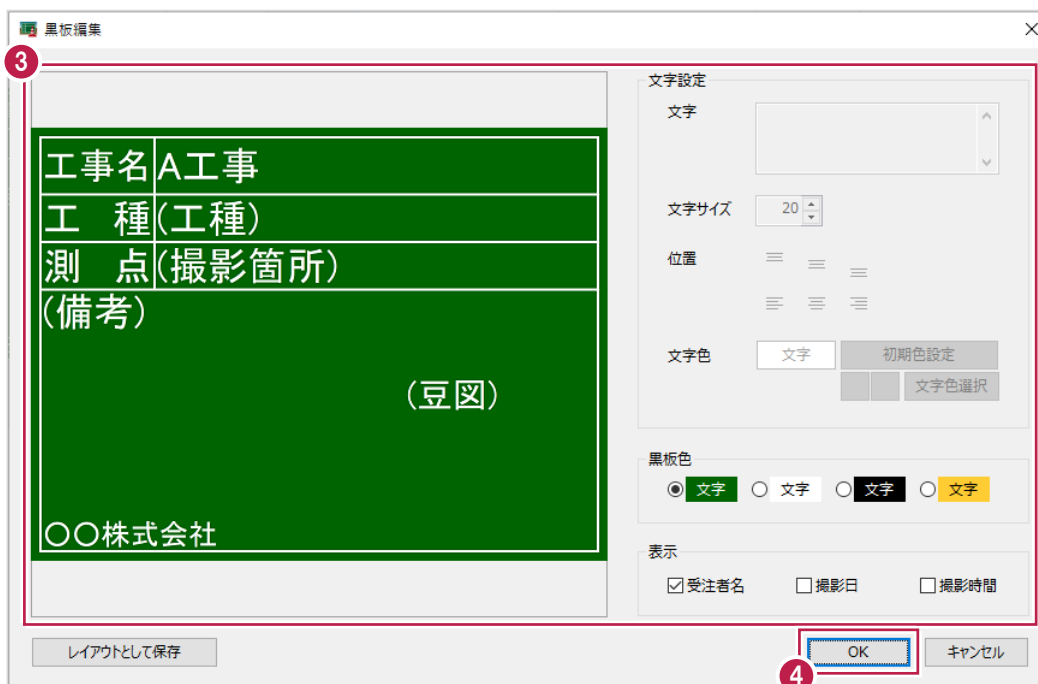 黒板編集
3
工事名 A工事
工　種 (工種)
測　点 (撮影箇所)
(備考)
(豆図)
〇〇株式会社
文字設定
文字
文字サイズ 20
位置
文字色 文字 初期色設定
文字色選択
黒板色
文字 文字 文字 文字
表示
受注者名 撮影日 撮影時間
レイアウトとして保存 OK キャンセル
4